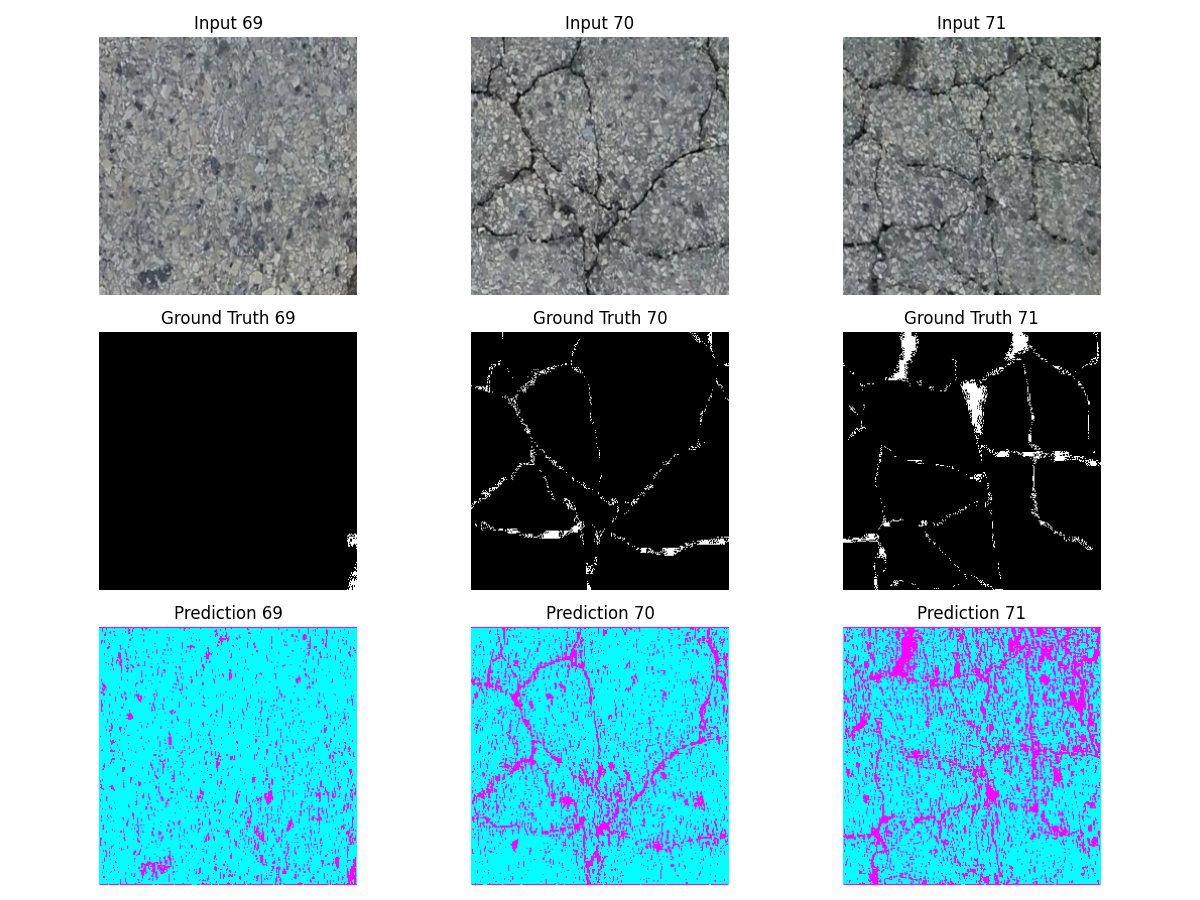 Input 69
Input 70
Input 71
Ground Truth 69
Ground Truth 70
Ground Truth 71
Prediction 69
Prediction 70
Prediction 71